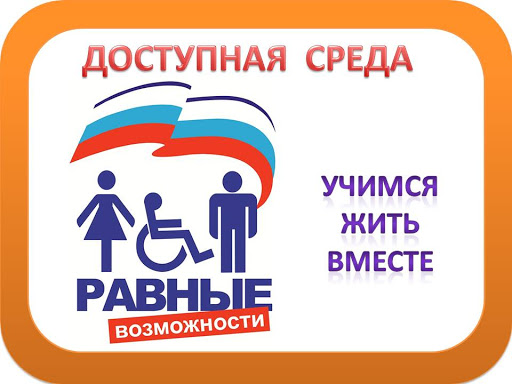 ДОСТУПНАЯ СРЕДА
РАВНЫЕ
ВОЗМОЖНОСТИ
УЧИМСЯ
ЖИТЬ
ВМЕСТЕ